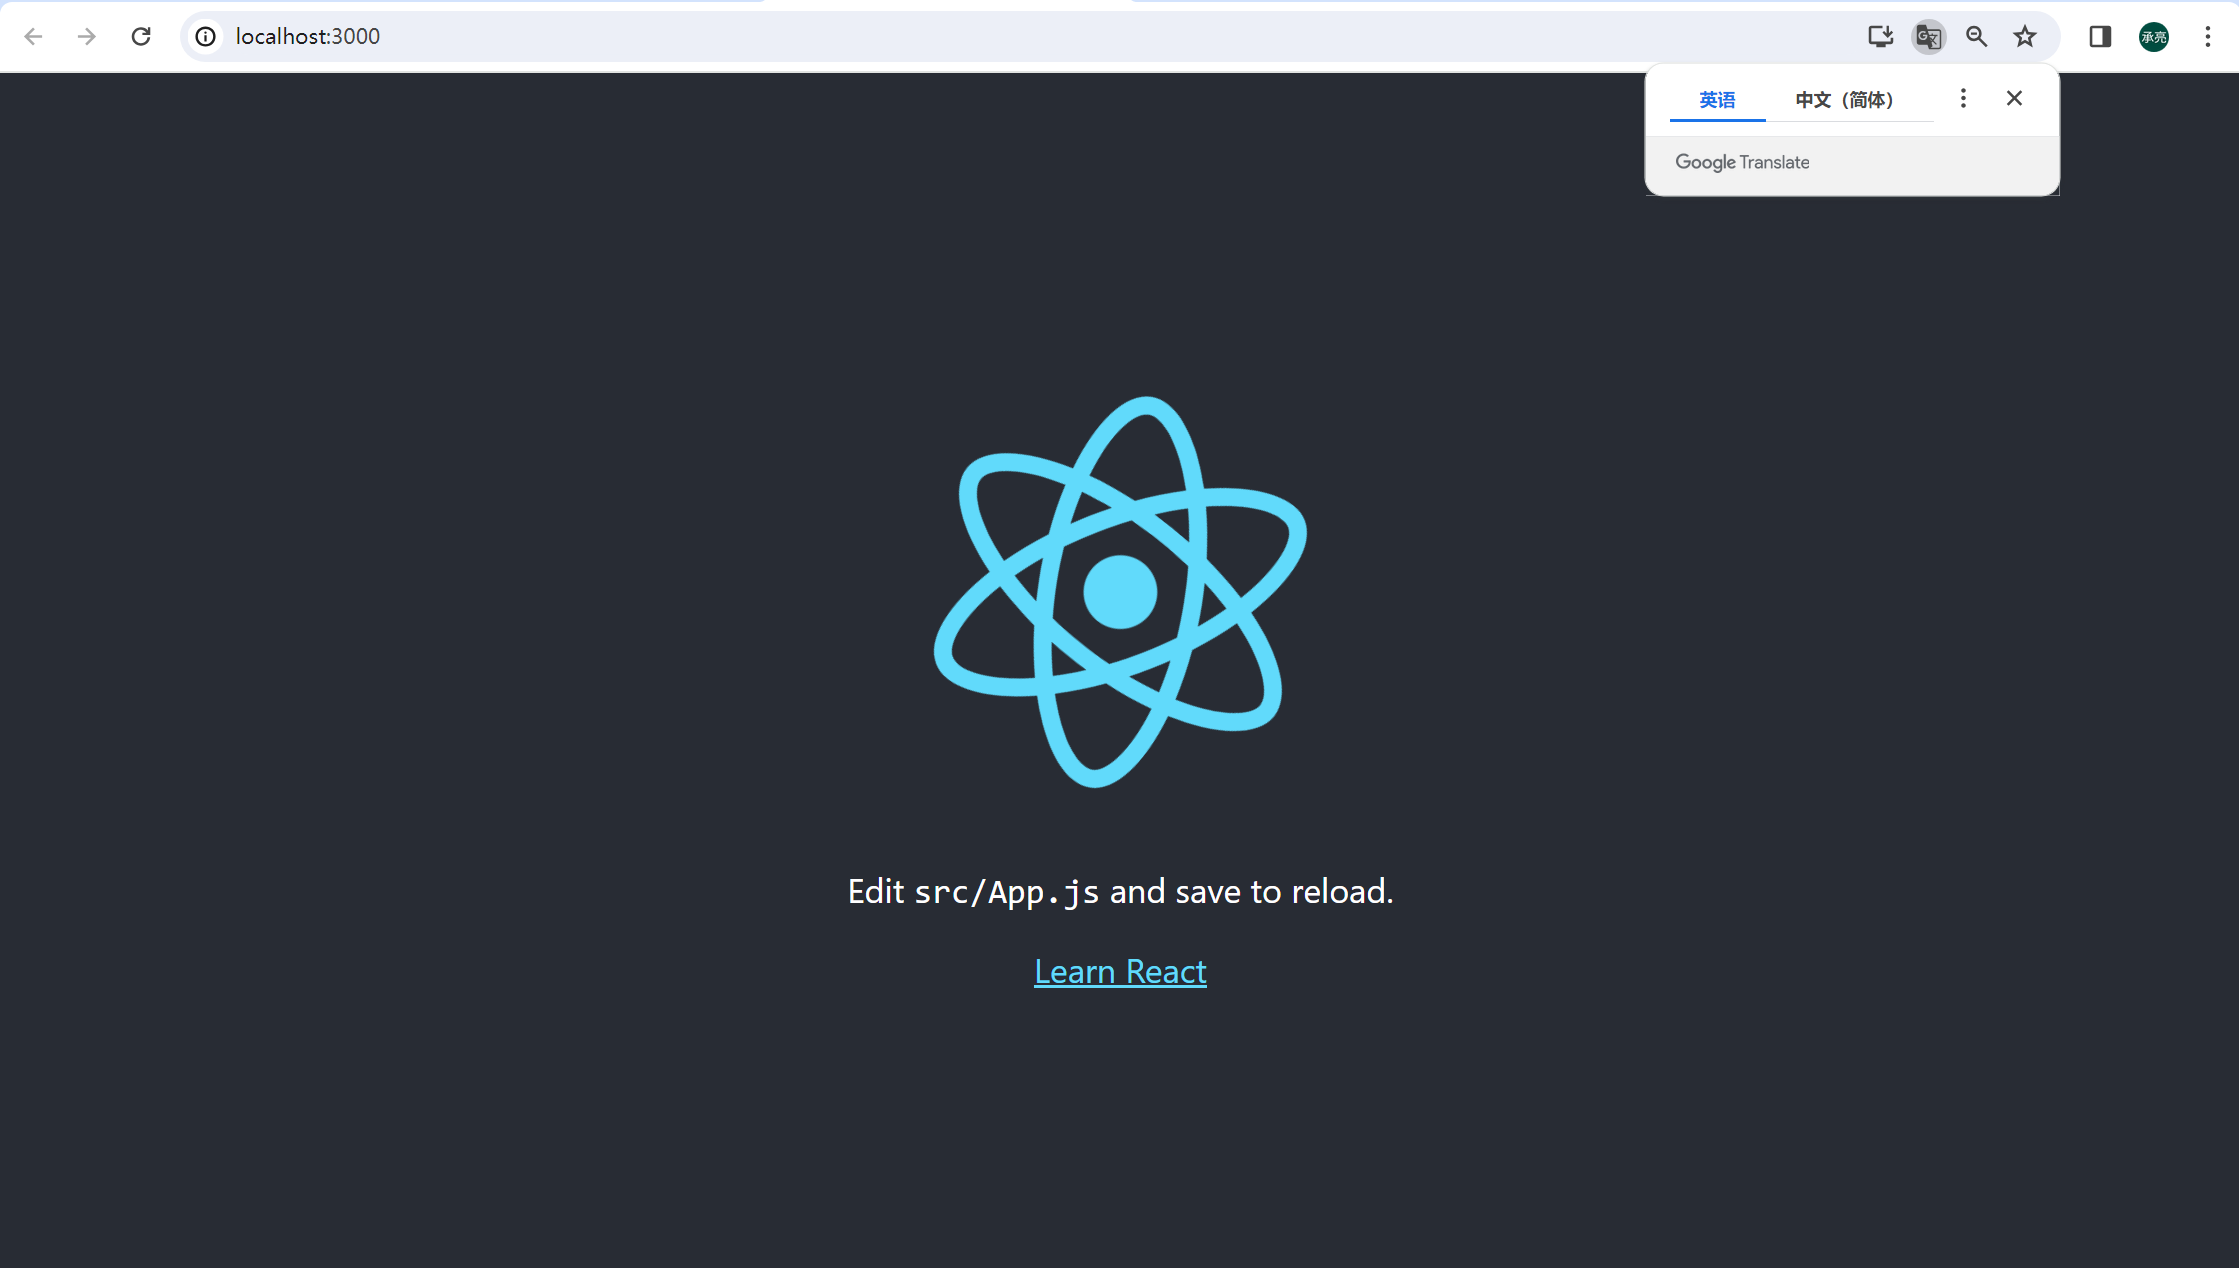 localhost:3000
承亮
英语 中文（简体）
Google Translate
Edit src/App.js and save to reload.
Learn React